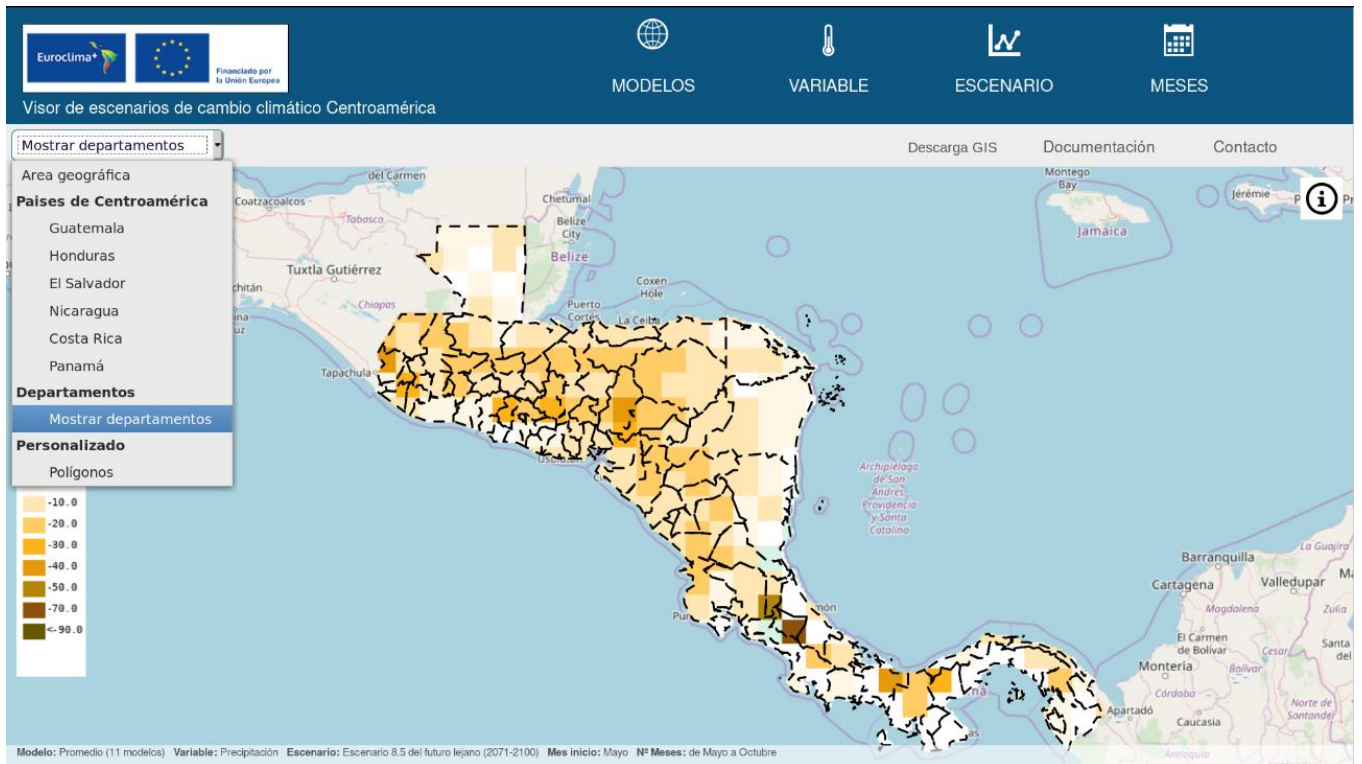 Euroclima+
Financiado por
la Unión Europea
Visor de escenarios de cambio climático Centroamérica
MODELOS
VARIABLE
ESCENARIO
MESES
Mostrar departamentos
Descarga GIS
Documentación
Contacto
Area geográfica
Paises de Centroamérica
Guatemala
Honduras
El Salvador
Nicaragua
Costa Rica
Panamá
Departamentos
Mostrar departamentos
Personalizado
Polígonos
-10.0
-20.0
-30.0
-40.0
-50.0
-70.0
<-90.0
del Carmen
Coatzacoalcos
Tabasco
Chetumal
Belize
City
Belize
Tuxtla Gutiérrez
Chiapas
Tapachula
Puerto
Cortés
La Ceiba
Coxen
Hole
Montego
Bay
Jamaica
Jérémie
Archipiélago
de San
Andrés,
Providencia
y Santa
Catalina
Barranquilla
La Guajira
Cartagena
Valledupar
Magdalena
Zulia
El Carmen
de Bolívar
Cesar
Santa
del
Montería
Bolívar
Córdoba
Apartadó
Caucasia
Norte de
Santander
Antioquia
Modelo: Promedio (11 modelos) Variable: Precipitación Escenario: Escenario 8.5 del futuro lejano (2071-2100) Mes inicio: Mayo Nº Meses: de Mayo a Octubre